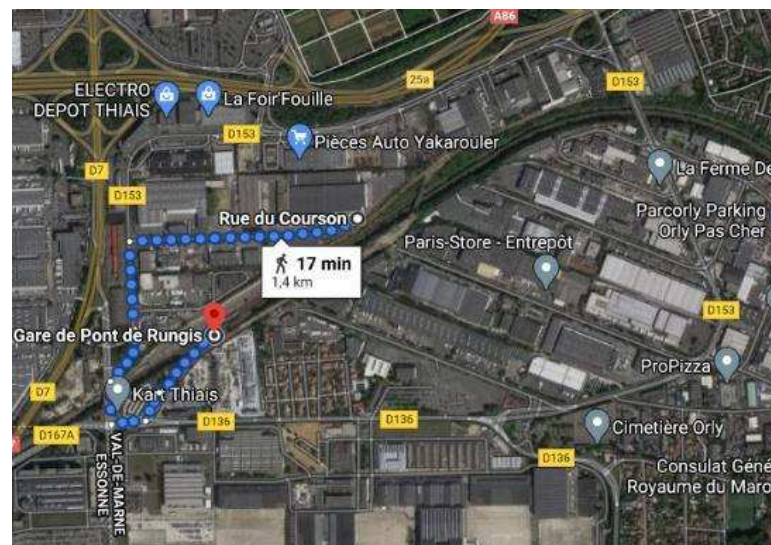 A86
25a
D153
ELECTRO
DEPOT THIAIS
La Foir'Fouille
D153
Pièces Auto Yakarouler
D7
D153
La Ferme De
Rue du Courson
Parcorly Parking
Orly Pas Cher
Paris-Store - Entrepôt
17 min
1,4 km
D153
Gare de Pont de Rungis
ProPizza
D7
Kart Thiais
D136
D136
D167A
Cimetière Orly
VAL-DE-MARNE
ESSONNE
D136
Consulat Géné
Royaume du Maro